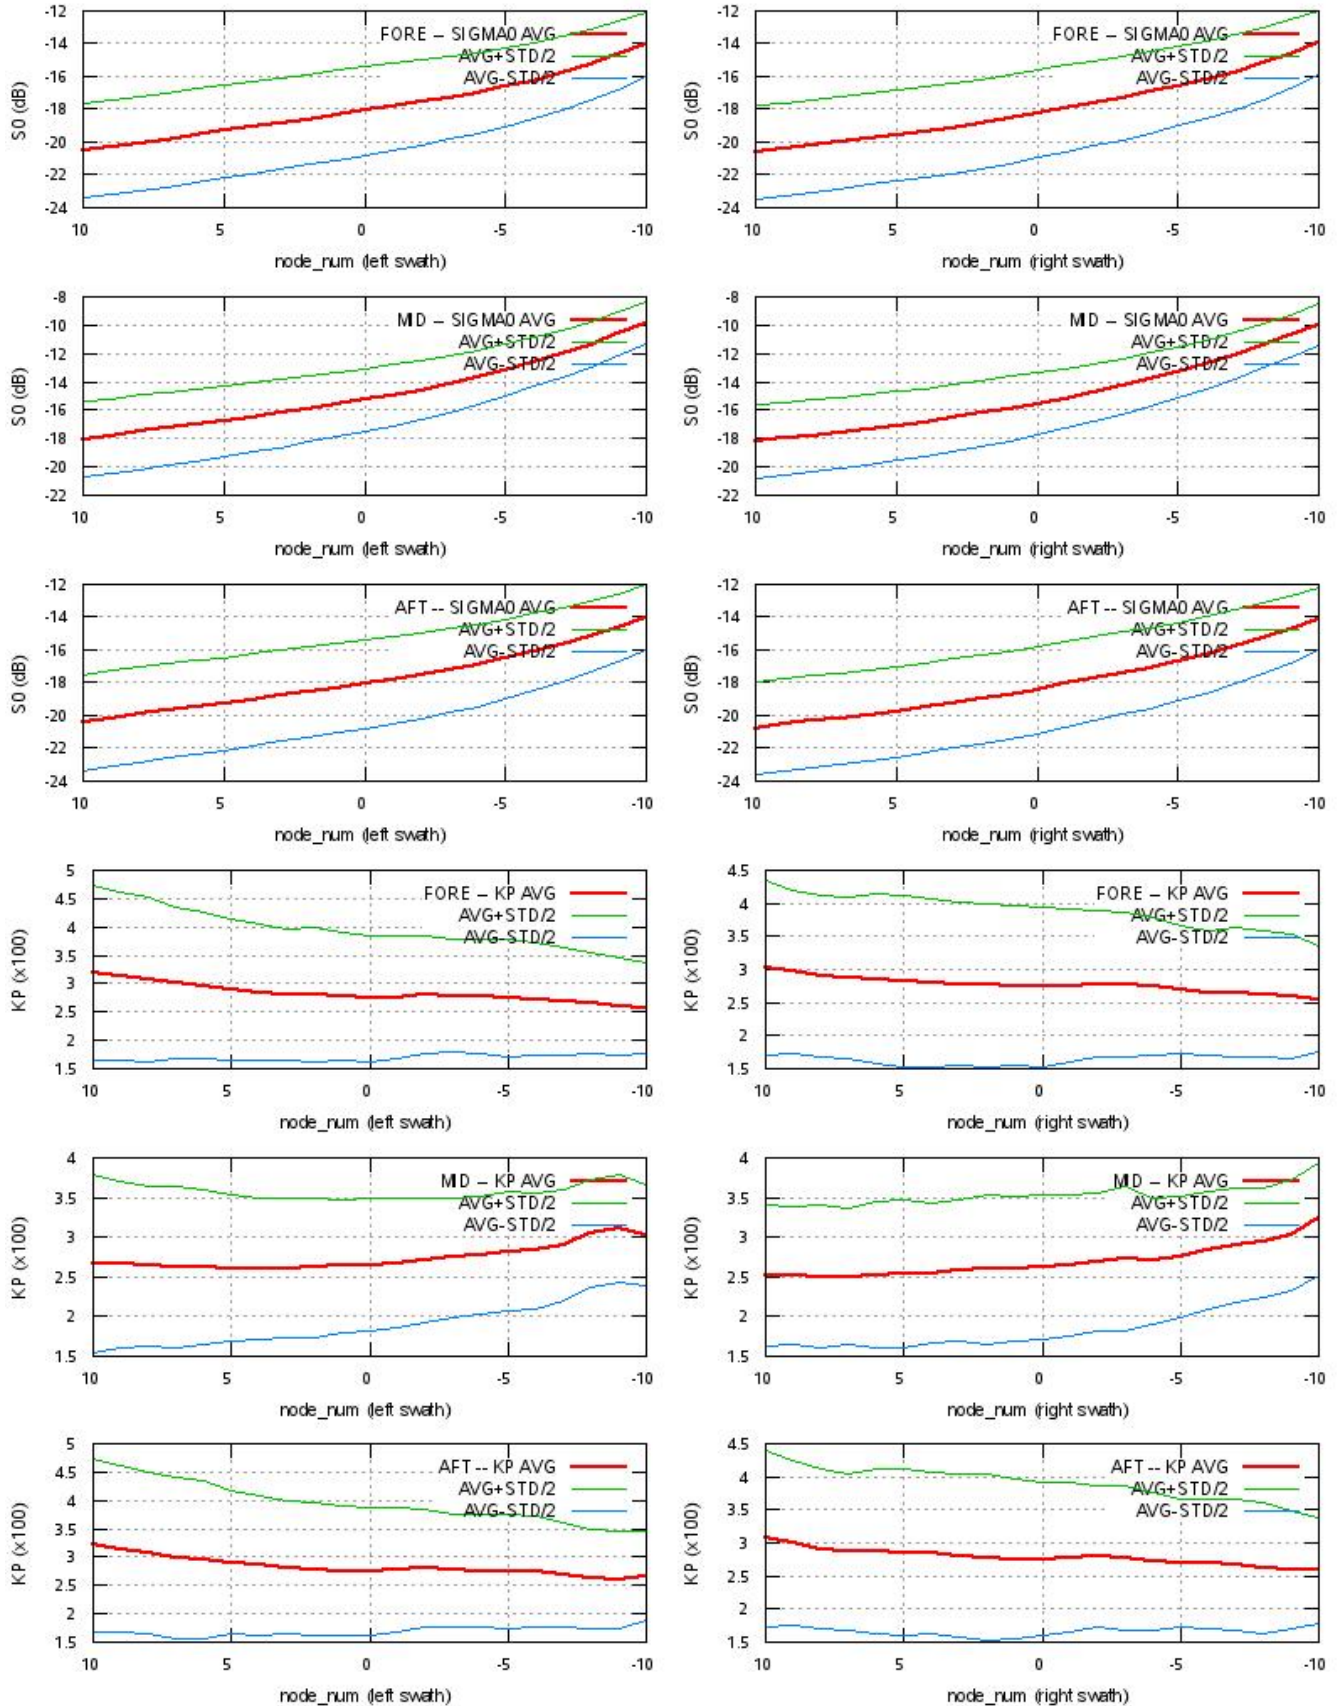 -12
-14
-16
-18
-20
-22
-24
S0 (dB)
FORE – SIGMA0 AVG
AVG+STD/2
AVG-STD/2
10 5 0 -5 -10
node_num (left swath)
-12
-14
-16
-18
-20
-22
-24
S0 (dB)
FORE – SIGMA0 AVG
AVG+STD/2
AVG-STD/2
10 5 0 -5 -10
node_num (right swath)
-8
-10
-12
-14
-16
-18
-20
-22
S0 (dB)
MID – SIGMA0 AVG
AVG+STD/2
AVG-STD/2
10 5 0 -5 -10
node_num (left swath)
-8
-10
-12
-14
-16
-18
-20
-22
S0 (dB)
MID – SIGMA0 AVG
AVG+STD/2
AVG-STD/2
10 5 0 -5 -10
node_num (right swath)
-12
-14
-16
-18
-20
-22
-24
S0 (dB)
AFT -- SIGMA0 AVG
AVG+STD/2
AVG-STD/2
10 5 0 -5 -10
node_num (left swath)
-12
-14
-16
-18
-20
-22
-24
S0 (dB)
AFT -- SIGMA0 AVG
AVG+STD/2
AVG-STD/2
10 5 0 -5 -10
node_num (right swath)
5
4.5
4
3.5
3
2.5
2
1.5
KP (x100)
FORE – KP AVG
AVG+STD/2
AVG-STD/2
10 5 0 -5 -10
node_num (left swath)
4.5
4
3.5
3
2.5
2
1.5
KP (x100)
FORE – KP AVG
AVG+STD/2
AVG-STD/2
10 5 0 -5 -10
node_num (right swath)
4
3.5
3
2.5
2
1.5
KP (x100)
MID – KP AVG
AVG+STD/2
AVG-STD/2
10 5 0 -5 -10
node_num (left swath)
4
3.5
3
2.5
2
1.5
KP (x100)
MID – KP AVG
AVG+STD/2
AVG-STD/2
10 5 0 -5 -10
node_num (right swath)
5
4.5
4
3.5
3
2.5
2
1.5
KP (x100)
AFT -- KP AVG
AVG+STD/2
AVG-STD/2
10 5 0 -5 -10
node_num (left swath)
4.5
4
3.5
3
2.5
2
1.5
KP (x100)
AFT -- KP AVG
AVG+STD/2
AVG-STD/2
10 5 0 -5 -10
node_num (right swath)